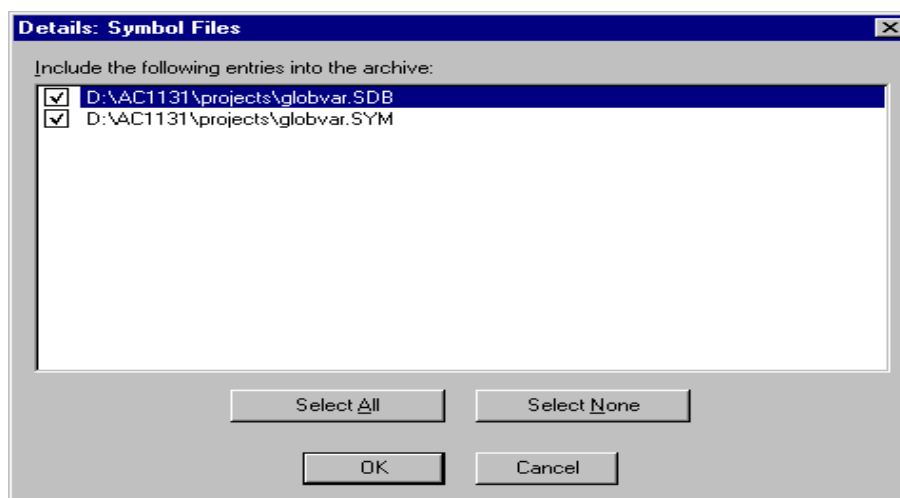 Details: Symbol Files
Include the following entries into the archive:
D:\AC1131\projects\globvar.SDB
D:\AC1131\projects\globvar.SYM
Select All
Select None
OK
Cancel